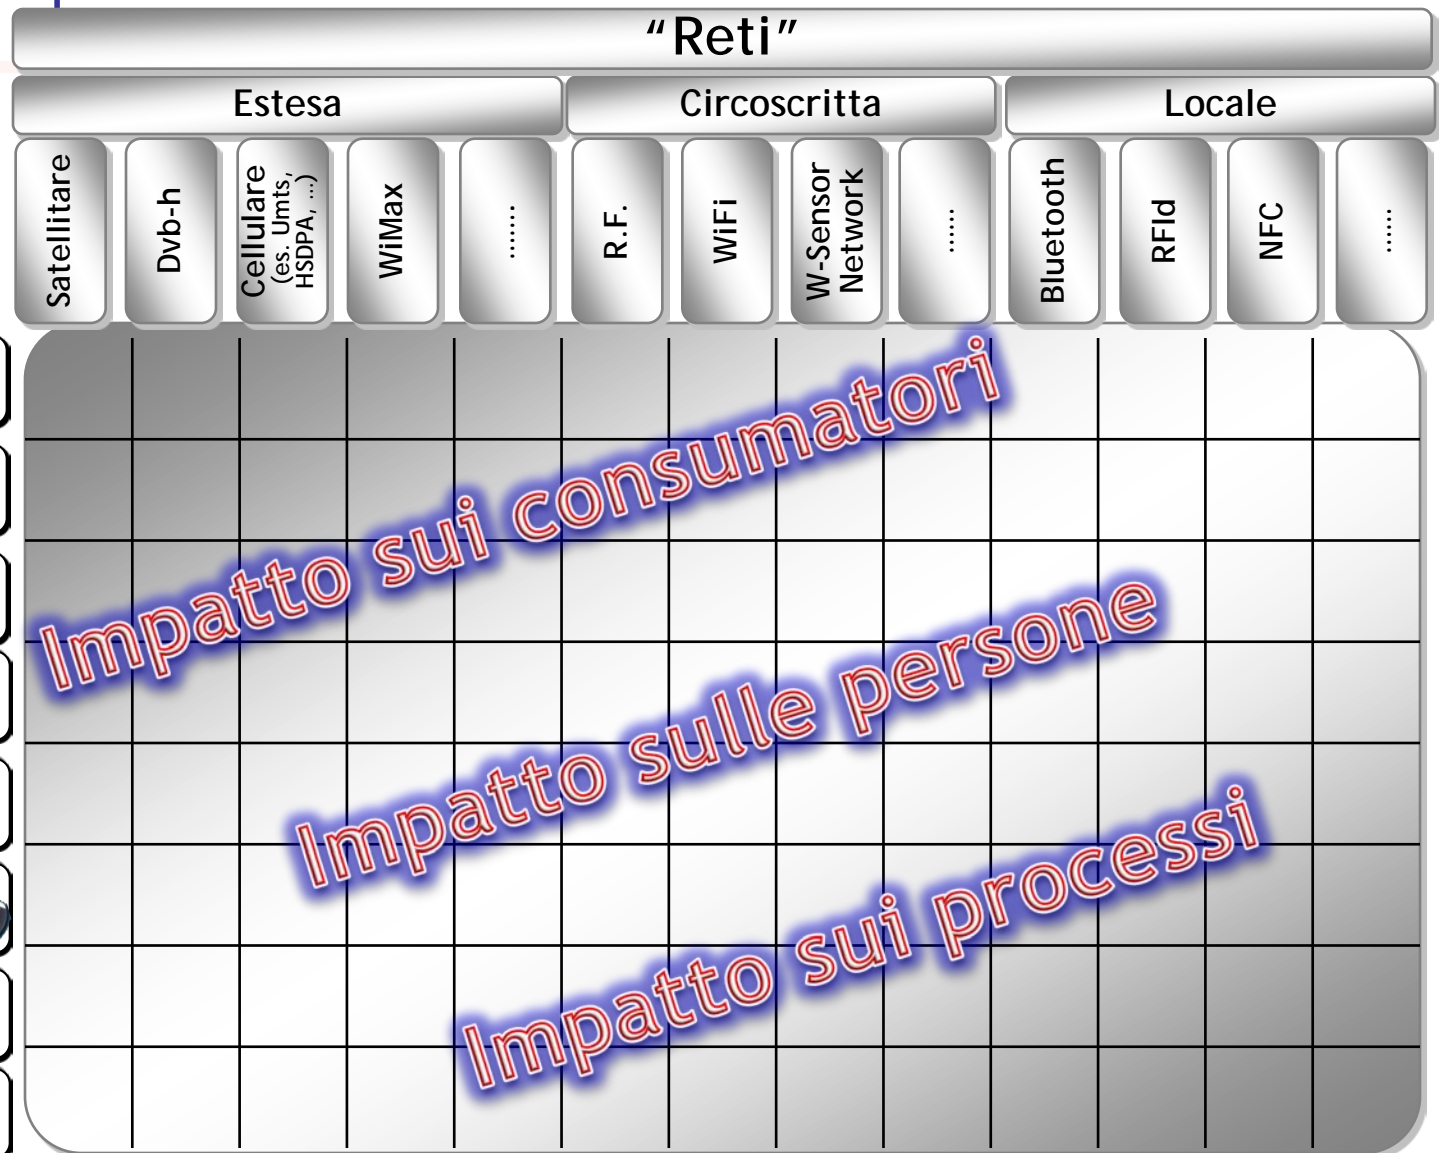 “Reti”
Estesa
Circoscritta
Locale
Satellitare
Dvb-h
Cellulare
(es. Umts,
HSDPA, ...)
WiMax
.......
R.F.
WiFi
W-Sensor
Network
......
Bluetooth
RFId
NFC
......
Impatto sui consumatori
Impatto sulle persone
Impatto sui processi